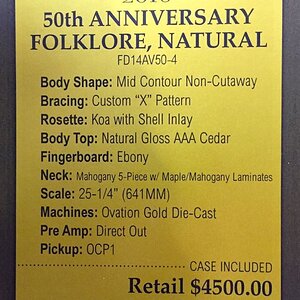 50th ANNIVERSARY
FOLKLORE, NATURAL
FD14AV50-4
Body Shape: Mid Contour Non-Cutaway
Bracing: Custom "X" Pattern
Rosette: Koa with Shell Inlay
Body Top: Natural Gloss AAA Cedar
Fingerboard: Ebony
Neck: Mahogany 5-Piece w/ Maple/Mahogany Laminates
Scale: 25-1/4" (641MM)
Machines: Ovation Gold Die-Cast
Pre Amp: Direct Out
Pickup: OCP1
CASE INCLUDED
Retail $4500.00